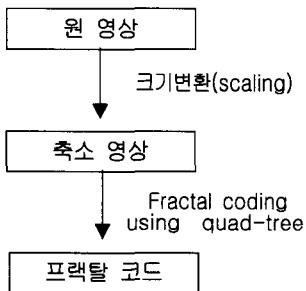 원 영상
크기변환(scaling)
축소 영상
Fractal coding
using quad-tree
프랙탈 코드